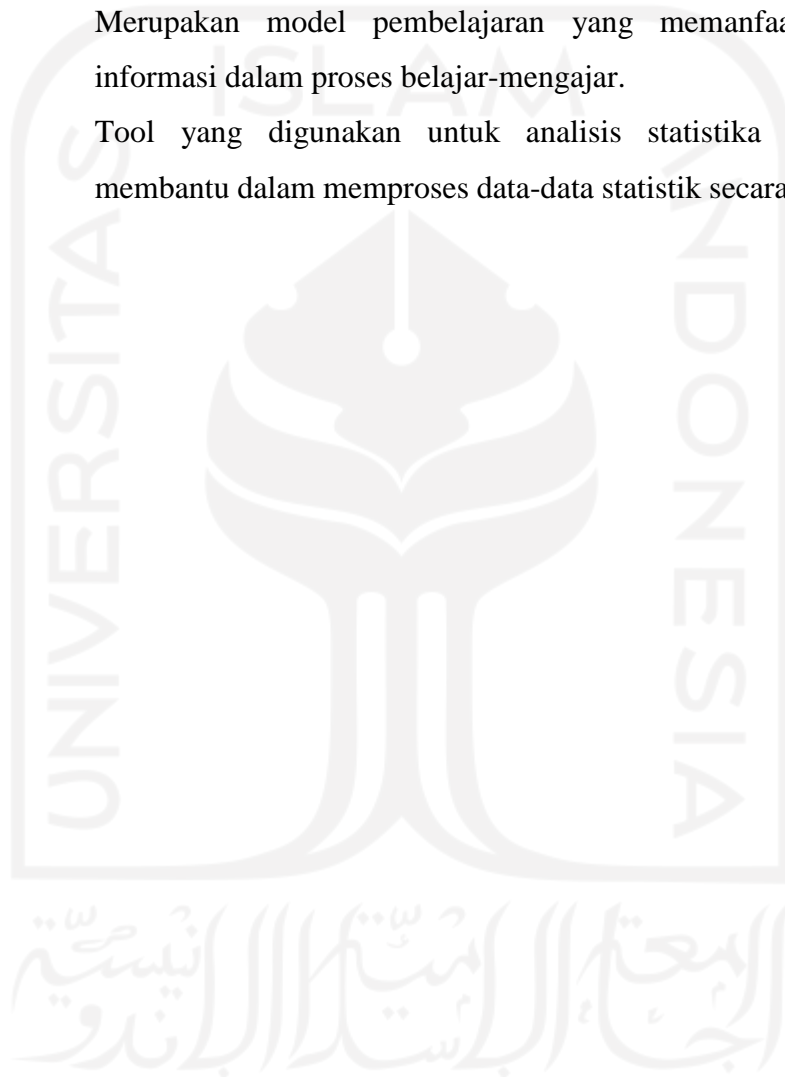 Merupakan model pembelajaran yang
informasi dalam proses belajar-mengajar.
Tool yang digunakan untuk analisis statistika
membantu dalam memproses data-data statistik secara
ISLAM
UNIVERSITAS
INDONESIA